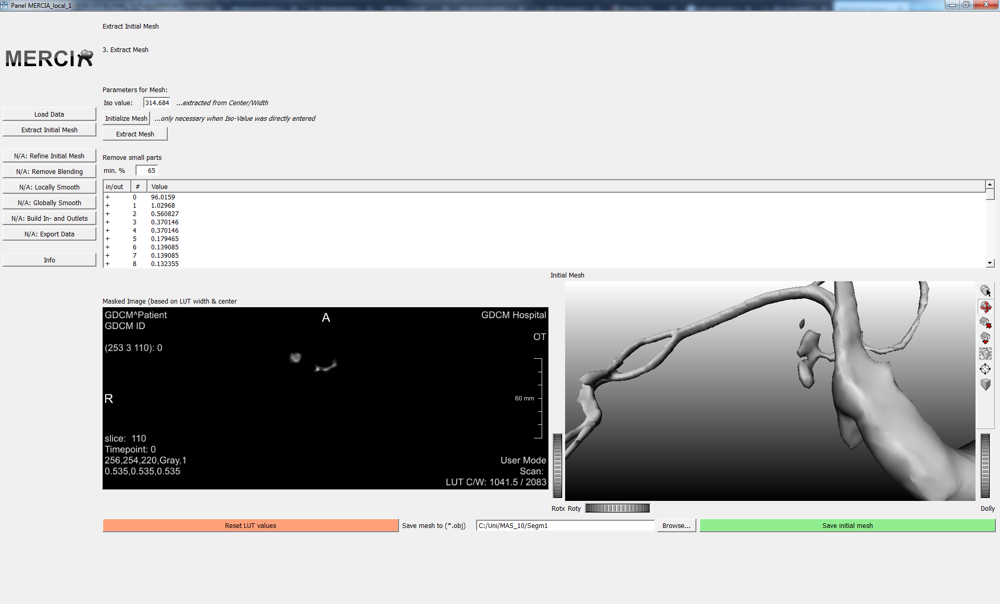 Panel MERCIA_local_1
MERCIA
Extract Initial Mesh
3. Extract Mesh
Parameters for Mesh:
Iso value: 314.684 ...extracted from Center/Width
Initialize Mesh ...only necessary when Iso-Value was directly entered
Extract Mesh
Load Data
Extract Initial Mesh
N/A: Refine Initial Mesh
N/A: Remove Blending
N/A: Locally Smooth
N/A: Globally Smooth
N/A: Build In- and Outlets
N/A: Export Data
Info
Remove small parts
min. % 65
in/out # Value
+ 0 96.0159
+ 1 1.02968
+ 2 0.560827
+ 3 0.370146
+ 4 0.370146
+ 5 0.179465
+ 6 0.139085
+ 7 0.139085
+ 8 0.132355
Masked Image (based on LUT width & center
GDCM^Patient
GDCM ID
(253 3 110): 0
A
GDCM Hospital
OT
R
60 mm
slice: 110
Timepoint: 0
256,254,220,Gray,1
0.535,0.535,0.535
User Mode
Scan:
LUT C/W: 1041.5 / 2083
Initial Mesh
Rotx Roty
Dolly
Reset LUT values
Save mesh to (*.obj) C:/Uni/MAS_10/Segm1 Browse...
Save initial mesh